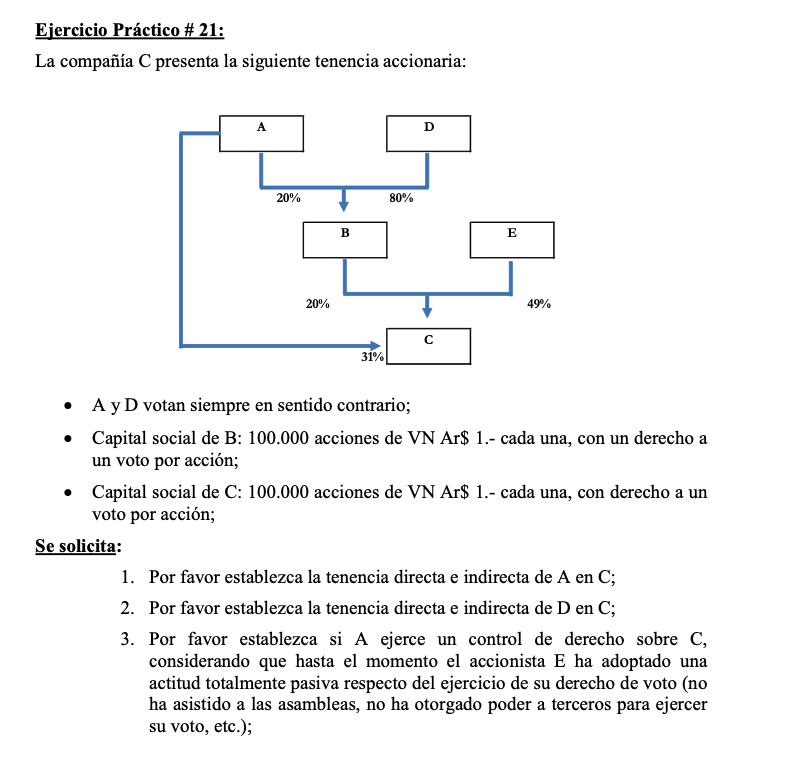 Ejercicio Práctico # 21:
La compañía C presenta la siguiente tenencia accionaria:
A
D
20%
80%
B
E
20%
49%
C
31%
• A y D votan siempre en sentido contrario;
• Capital social de B: 100.000 acciones de VN Ar$ 1.- cada una, con un derecho a
un voto por acción;
• Capital social de C: 100.000 acciones de VN Ar$ 1.- cada una, con derecho a un
voto por acción;
Se solicita:
1. Por favor establezca la tenencia directa e indirecta de A en C;
2. Por favor establezca la tenencia directa e indirecta de D en C;
3. Por favor establezca si A ejerce un control de derecho sobre C,
considerando que hasta el momento el accionista E ha adoptado una
actitud totalmente pasiva respecto del ejercicio de su derecho de voto (no
ha asistido a las asambleas, no ha otorgado poder a terceros para ejercer
su voto, etc.);